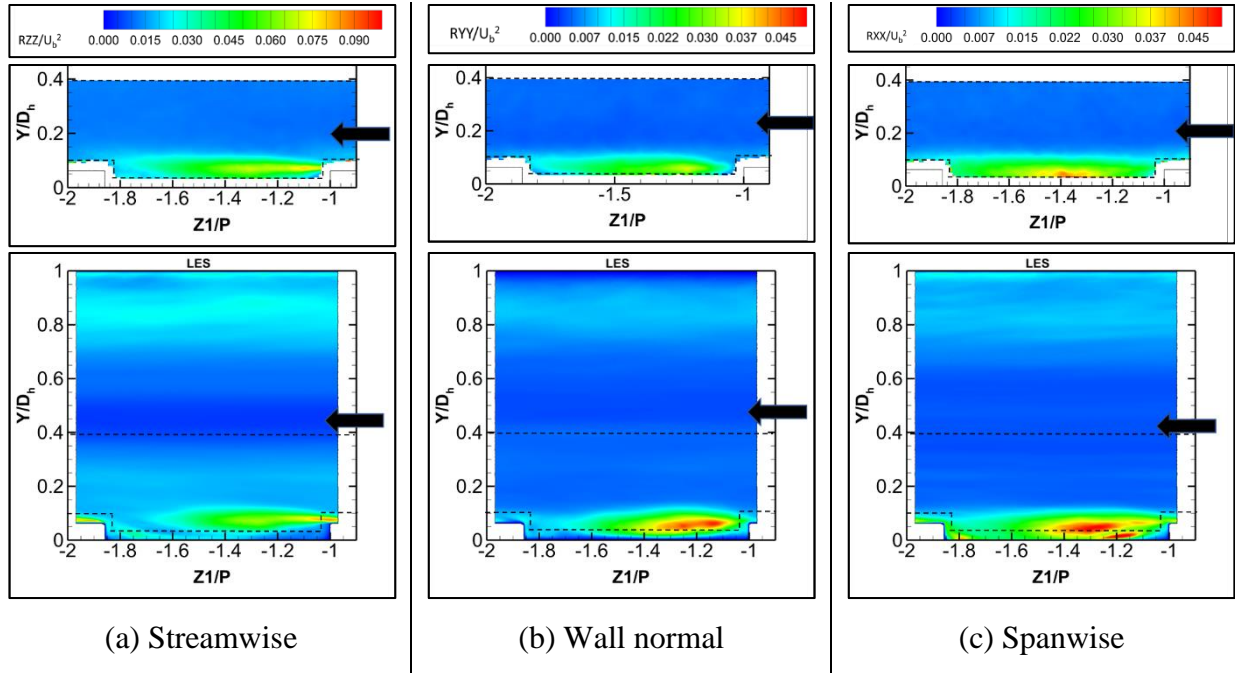 RZZ/U_b²
0.000 0.015 0.030 0.045 0.060 0.075 0.090
Y/D_h
0.4
0.2
0
-2 -1.8 -1.6 -1.4 -1.2 -1
Z1/P
LES
Y/D_h
1
0.8
0.6
0.4
0.2
0
-2 -1.8 -1.6 -1.4 -1.2 -1
Z1/P
(a) Streamwise
RYY/U_b²
0.000 0.007 0.015 0.022 0.030 0.037 0.045
Y/D_h
0.4
0.2
0
-2 -1.5 -1
Z1/P
LES
Y/D_h
1
0.8
0.6
0.4
0.2
0
-2 -1.8 -1.6 -1.4 -1.2 -1
Z1/P
(b) Wall normal
RXX/U_b²
0.000 0.007 0.015 0.022 0.030 0.037 0.045
Y/D_h
0.4
0.2
0
-2 -1.8 -1.6 -1.4 -1.2 -1
Z1/P
LES
Y/D_h
1
0.8
0.6
0.4
0.2
0
-2 -1.8 -1.6 -1.4 -1.2 -1
Z1/P
(c) Spanwise